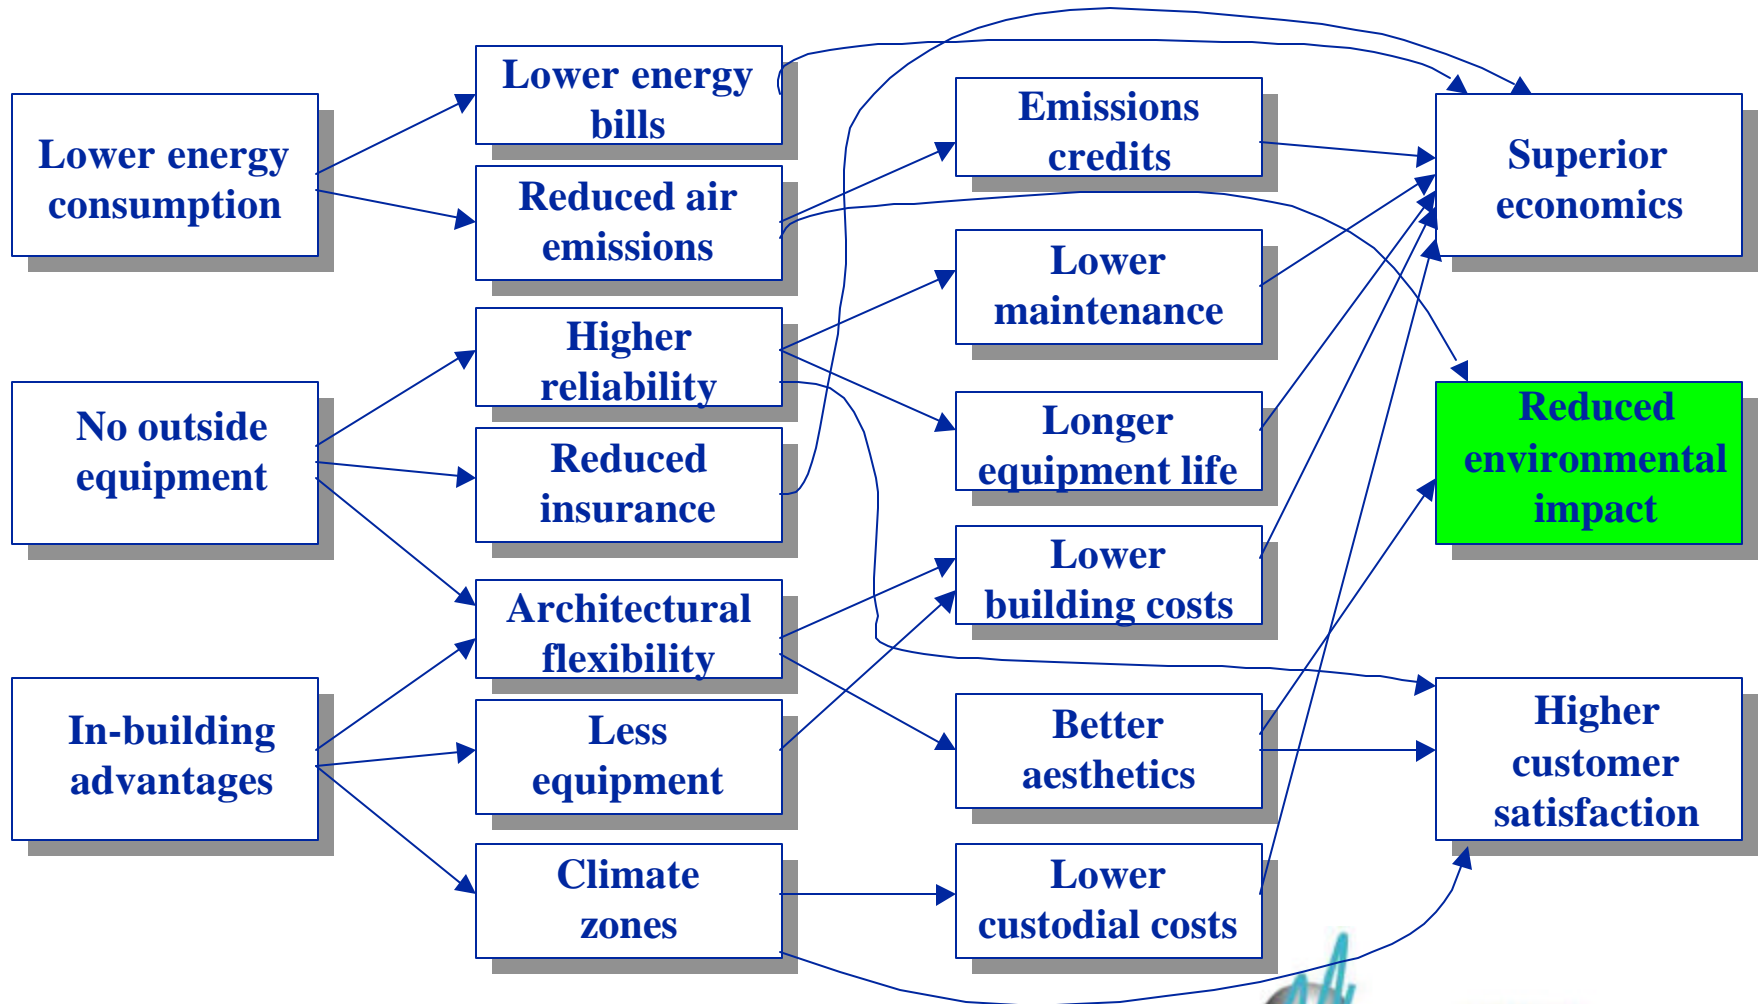 Lower energy
consumption
No outside
equipment
In-building
advantages
Lower energy
bills
Reduced air
emissions
Higher
reliability
Reduced
insurance
Architectural
flexibility
Less
equipment
Climate
zones
Emissions
credits
Lower
maintenance
Longer
equipment life
Lower
building costs
Better
aesthetics
Lower
custodial costs
Superior
economics
Reduced
environmental
impact
Higher
customer
satisfaction